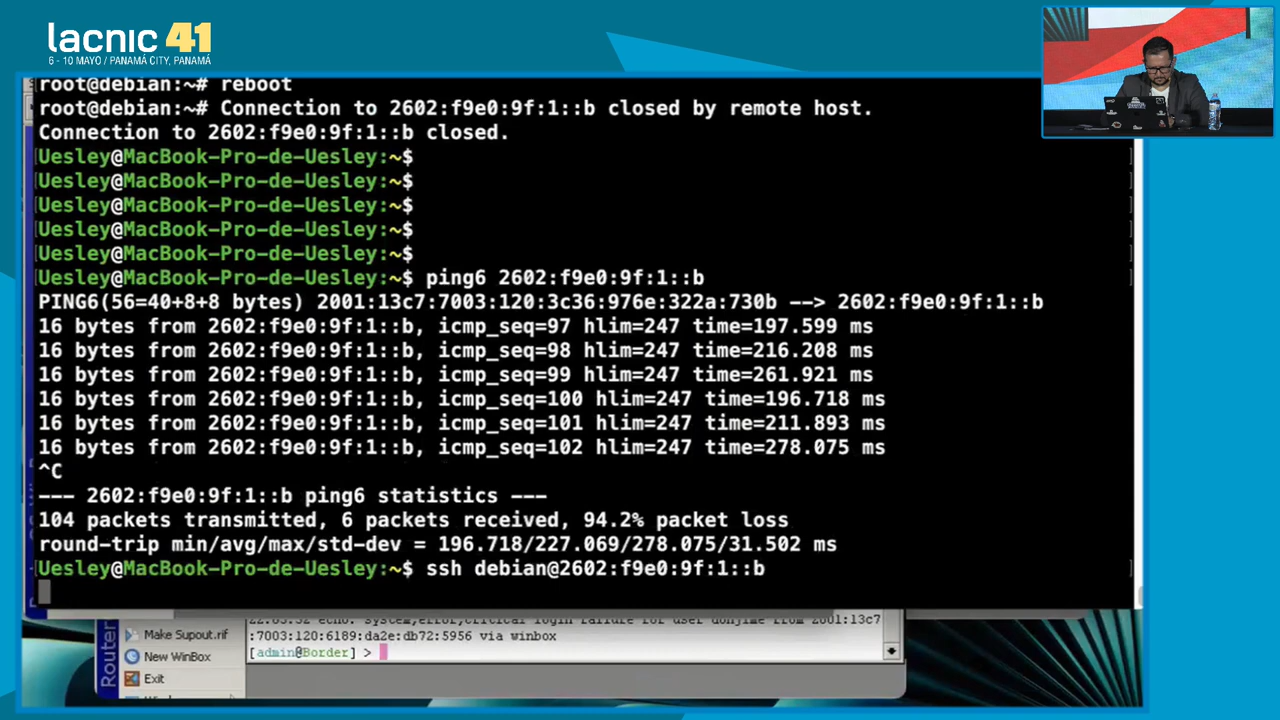 lacnic 41
6 - 10 MAYO / PANAMÁ CITY, PANAMÁ
root@debian:~# reboot
root@debian:~# Connection to 2602:f9e0:9f:1::b closed by remote host.
Connection to 2602:f9e0:9f:1::b closed.
Uesley@MacBook-Pro-de-Uesley:~$
Uesley@MacBook-Pro-de-Uesley:~$
Uesley@MacBook-Pro-de-Uesley:~$
Uesley@MacBook-Pro-de-Uesley:~$
Uesley@MacBook-Pro-de-Uesley:~$
Uesley@MacBook-Pro-de-Uesley:~$ ping6 2602:f9e0:9f:1::b
PING6(56=40+8+8 bytes) 2001:13c7:7003:120:3c36:976e:322a:730b --> 2602:f9e0:9f:1::b
16 bytes from 2602:f9e0:9f:1::b, icmp_seq=97 hlim=247 time=197.599 ms
16 bytes from 2602:f9e0:9f:1::b, icmp_seq=98 hlim=247 time=216.208 ms
16 bytes from 2602:f9e0:9f:1::b, icmp_seq=99 hlim=247 time=261.921 ms
16 bytes from 2602:f9e0:9f:1::b, icmp_seq=100 hlim=247 time=196.718 ms
16 bytes from 2602:f9e0:9f:1::b, icmp_seq=101 hlim=247 time=211.893 ms
16 bytes from 2602:f9e0:9f:1::b, icmp_seq=102 hlim=247 time=278.075 ms
^C
--- 2602:f9e0:9f:1::b ping6 statistics ---
104 packets transmitted, 6 packets received, 94.2% packet loss
round-trip min/avg/max/std-dev = 196.718/227.069/278.075/31.502 ms
Uesley@MacBook-Pro-de-Uesley:~$ ssh debian@2602:f9e0:9f:1::b
Router
Make Supout.rif
New WinBox
Exit
:7003:120:6189:da2e:db72:5956 via winbox
[admin@Border] >